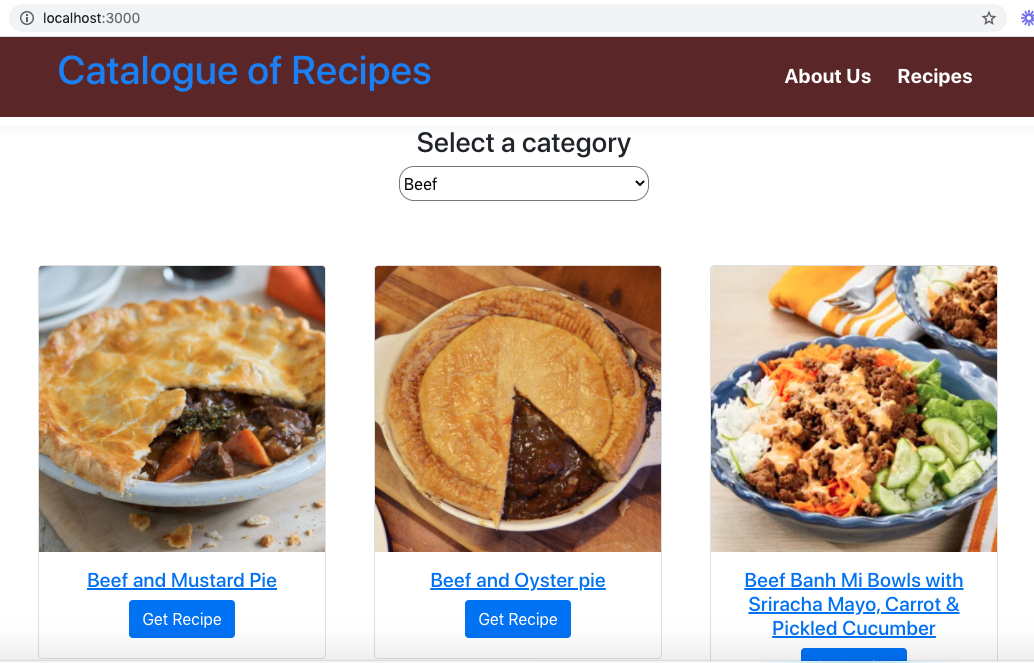 localhost:3000
Catalogue of Recipes
About Us Recipes
Select a category
Beef
Beef and Mustard Pie
Get Recipe
Beef and Oyster pie
Get Recipe
Beef Banh Mi Bowls with
Sriracha Mayo, Carrot &
Pickled Cucumber